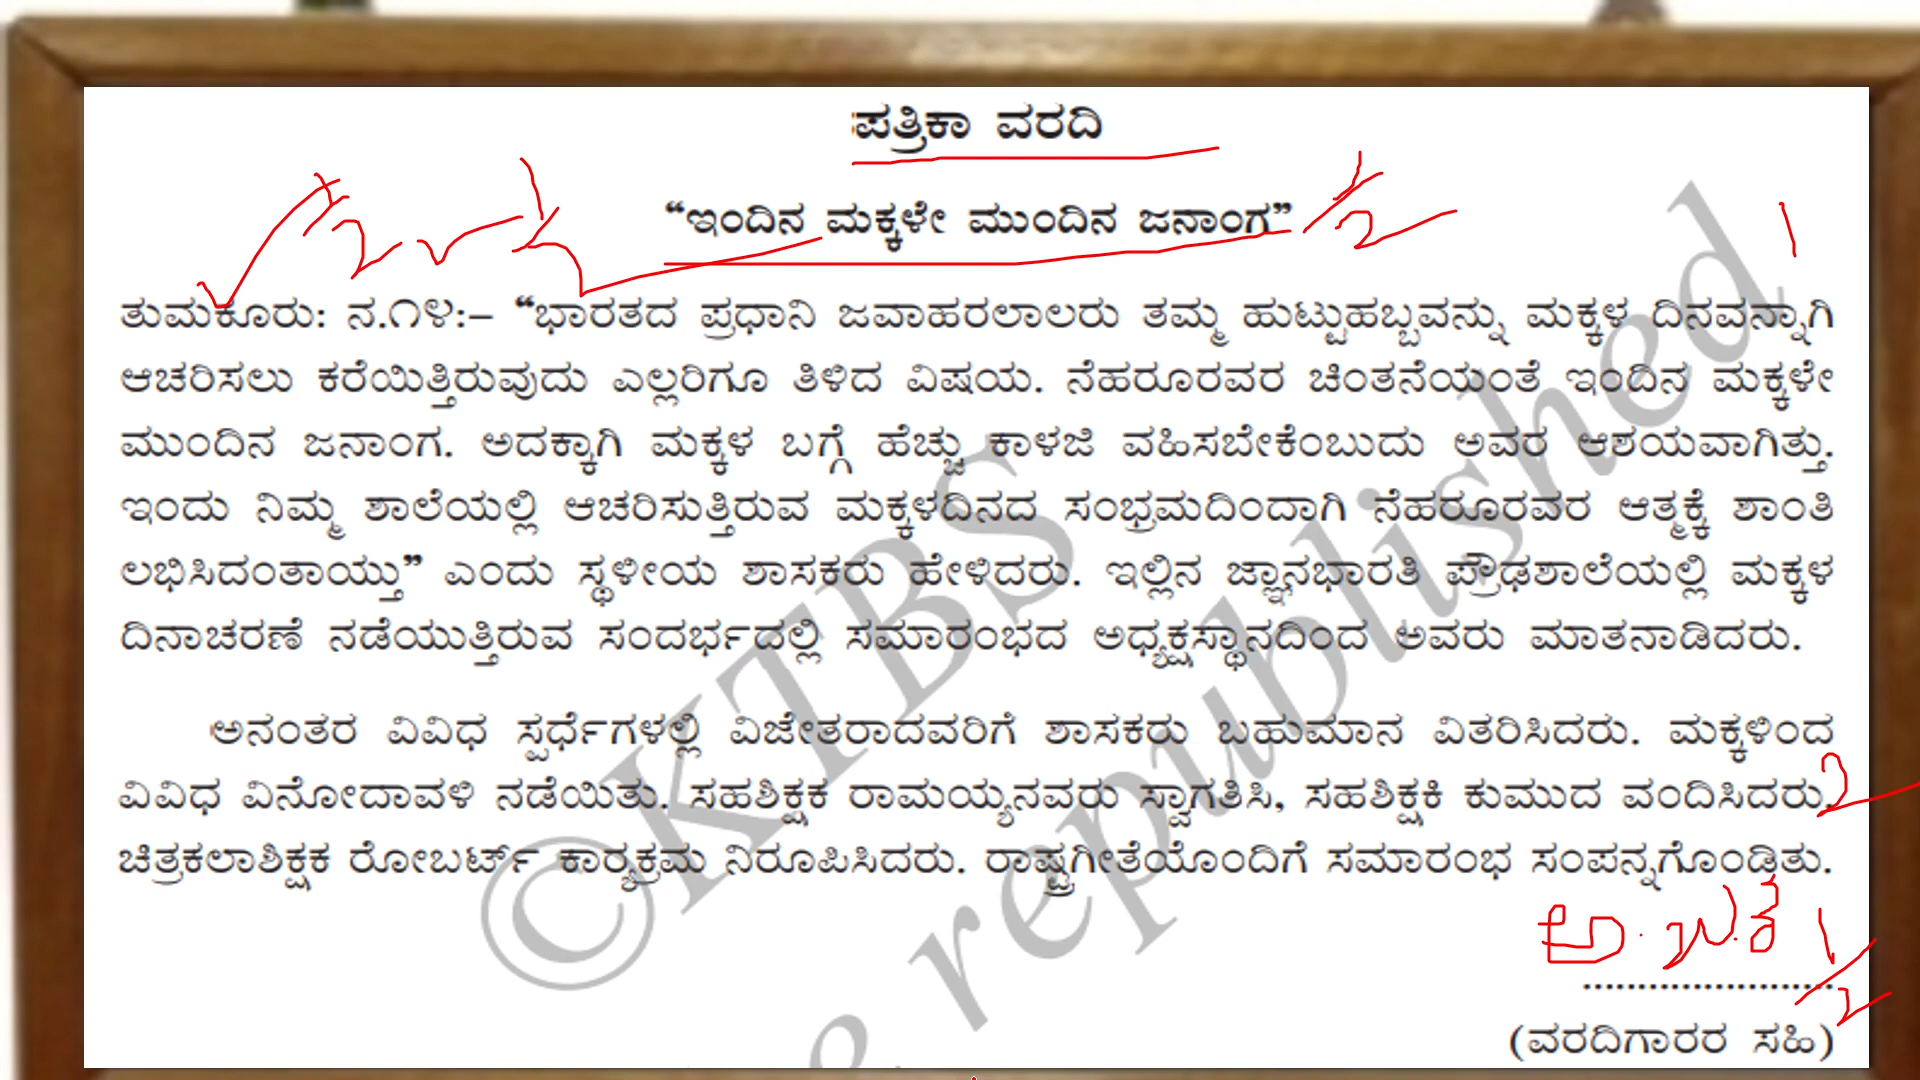 ಪತ್ರಿಕಾ ವರದಿ
“ಇಂದಿನ ಮಕ್ಕಳೇ ಮುಂದಿನ ಜನಾಂಗ”
ತುಮಕೂರು: ನ.೧೪:– “ಭಾರತದ ಪ್ರಧಾನಿ ಜವಾಹರಲಾಲರು ತಮ್ಮ ಹುಟ್ಟುಹಬ್ಬವನ್ನು ಮಕ್ಕಳ ದಿನವನ್ನಾಗಿ
ಆಚರಿಸಲು ಕರೆಯಿತ್ತಿರುವುದು ಎಲ್ಲರಿಗೂ ತಿಳಿದ ವಿಷಯ. ನೆಹರೂರವರ ಚಿಂತನೆಯಂತೆ ಇಂದಿನ ಮಕ್ಕಳೇ
ಮುಂದಿನ ಜನಾಂಗ. ಅದಕ್ಕಾಗಿ ಮಕ್ಕಳ ಬಗ್ಗೆ ಹೆಚ್ಚು ಕಾಳಜಿ ವಹಿಸಬೇಕೆಂಬುದು ಅವರ ಆಶಯವಾಗಿತ್ತು.
ಇಂದು ನಿಮ್ಮ ಶಾಲೆಯಲ್ಲಿ ಆಚರಿಸುತ್ತಿರುವ ಮಕ್ಕಳದಿನದ ಸಂಭ್ರಮದಿಂದಾಗಿ ನೆಹರೂರವರ ಆತ್ಮಕ್ಕೆ ಶಾಂತಿ
ಲಭಿಸಿದಂತಾಯ್ತು” ಎಂದು ಸ್ಥಳೀಯ ಶಾಸಕರು ಹೇಳಿದರು. ಇಲ್ಲಿನ ಜ್ಞಾನಭಾರತಿ ಪ್ರೌಢಶಾಲೆಯಲ್ಲಿ ಮಕ್ಕಳ
ದಿನಾಚರಣೆ ನಡೆಯುತ್ತಿರುವ ಸಂದರ್ಭದಲ್ಲಿ ಸಮಾರಂಭದ ಅಧ್ಯಕ್ಷಸ್ಥಾನದಿಂದ ಅವರು ಮಾತನಾಡಿದರು.
ಅನಂತರ ವಿವಿಧ ಸ್ಪರ್ಧೆಗಳಲ್ಲಿ ವಿಜೇತರಾದವರಿಗೆ ಶಾಸಕರು ಬಹುಮಾನ ವಿತರಿಸಿದರು. ಮಕ್ಕಳಿಂದ
ವಿವಿಧ ವಿನೋದಾವಳಿ ನಡೆಯಿತು. ಸಹಶಿಕ್ಷಕ ರಾಮಯ್ಯನವರು ಸ್ವಾಗತಿಸಿ, ಸಹಶಿಕ್ಷಕಿ ಕುಮುದ ವಂದಿಸಿದರು.
ಚಿತ್ರಕಲಾಶಿಕ್ಷಕ ರೋಬರ್ಟ್ ಕಾರ‍್ಯಕ್ರಮ ನಿರೂಪಿಸಿದರು. ರಾಷ್ಟ್ರಗೀತೆಯೊಂದಿಗೆ ಸಮಾರಂಭ ಸಂಪನ್ನಗೊಂಡಿತು.
......................
(ವರದಿಗಾರರ ಸಹಿ)
©KTBS
republished